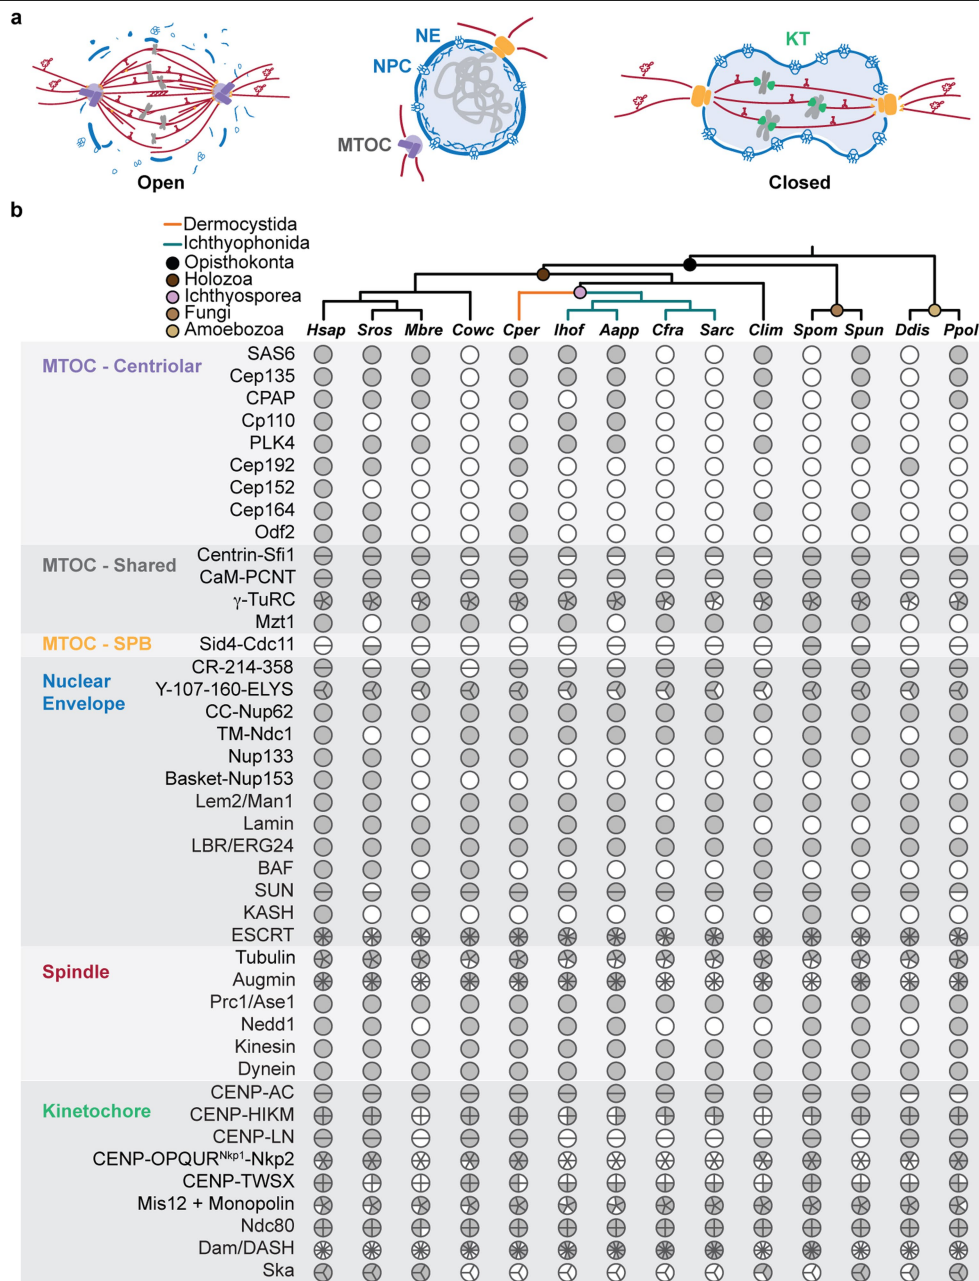 a
NE
NPC
KT
MTOC
Open
Closed
b
Dermocystida
Ichthyophonida
Opisthokonta
Holozoa
Ichthyosporea
Fungi
Amoebozoa
Hsap Sros Mbre Cowc Cper Ihof Aapp Cfra Sarc Clim Spom Spun Ddis Ppol
MTOC - Centriolar
SAS6
Cep135
CPAP
Cp110
PLK4
Cep192
Cep152
Cep164
Odf2
MTOC - Shared
Centrin-Sfi1
CaM-PCNT
γ-TuRC
Mzt1
MTOC - SPB
Sid4-Cdc11
Nuclear
Envelope
CR-214-358
Y-107-160-ELYS
CC-Nup62
TM-Ndc1
Nup133
Basket-Nup153
Lem2/Man1
Lamin
LBR/ERG24
BAF
SUN
KASH
ESCRT
Spindle
Tubulin
Augmin
Prc1/Ase1
Nedd1
Kinesin
Dynein
Kinetochore
CENP-AC
CENP-HIKM
CENP-LN
CENP-OPQUR^Nkp1-Nkp2
CENP-TWSX
Mis12 + Monopolin
Ndc80
Dam/DASH
Ska